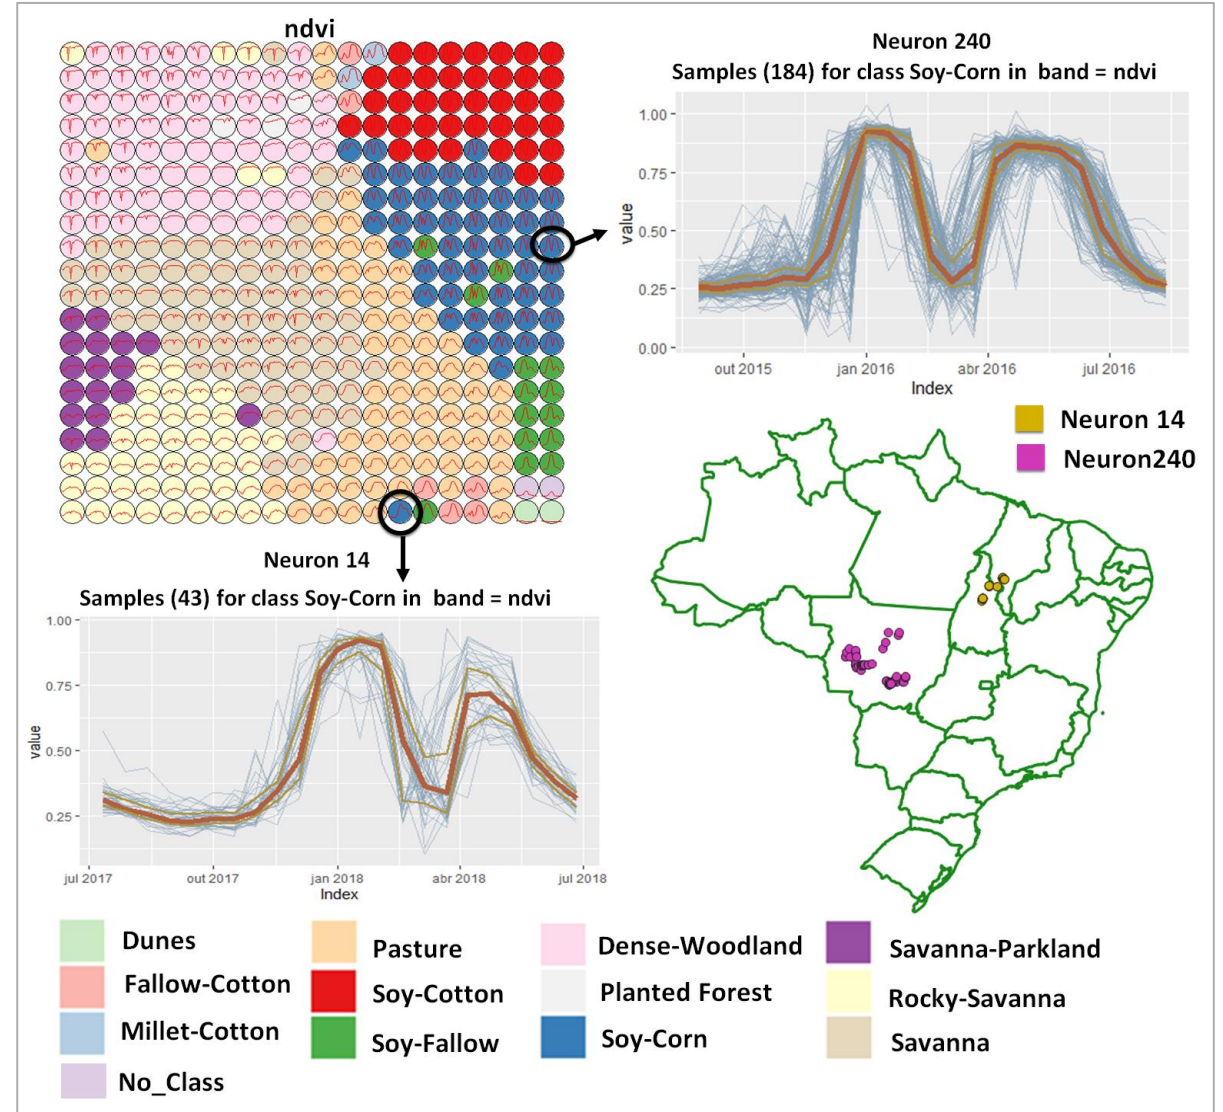 ndvi
Neuron 240
Samples (184) for class Soy-Corn in band = ndvi
1.00
0.75
0.50
0.25
0.00
value
out 2015
jan 2016
abr 2016
jul 2016
Index
Neuron 14
Neuron240
Neuron 14
Samples (43) for class Soy-Corn in band = ndvi
1.00
0.75
0.50
0.25
value
jul 2017
out 2017
jan 2018
abr 2018
jul 2018
Index
Dunes
Pasture
Dense-Woodland
Savanna-Parkland
Fallow-Cotton
Soy-Cotton
Planted Forest
Rocky-Savanna
Millet-Cotton
Soy-Fallow
Soy-Corn
Savanna
No_Class